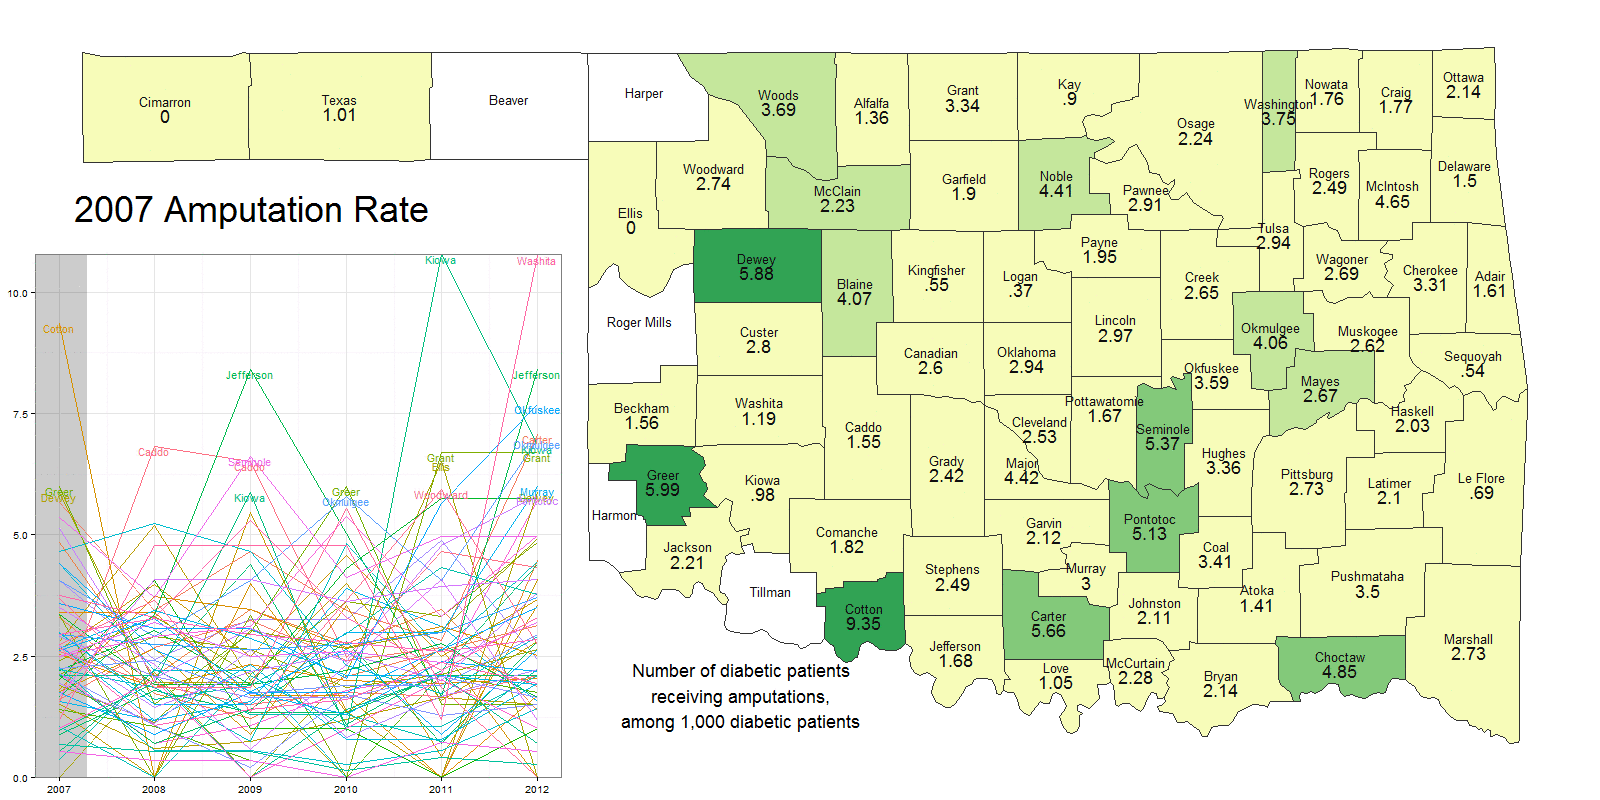 Cimarron
0
Texas
1.01
Beaver
Harper
Woods
3.69
Alfalfa
1.36
Grant
3.34
Kay
.9
Osage
2.24
Washington
3.75
Nowata
1.76
Craig
1.77
Ottawa
2.14
Ellis
0
Woodward
2.74
McClain
2.23
Garfield
1.9
Noble
4.41
Pawnee
2.91
Tulsa
2.94
Rogers
2.49
McIntosh
4.65
Delaware
1.5
2007 Amputation Rate
Dewey
5.88
Blaine
4.07
Kingfisher
.55
Logan
.37
Payne
1.95
Creek
2.65
Wagoner
2.69
Cherokee
3.31
Adair
1.61
Roger Mills
Custer
2.8
Canadian
2.6
Oklahoma
2.94
Lincoln
2.97
Okmulgee
4.06
Muskogee
2.62
Sequoyah
.54
Okfuskee
3.59
Mayes
2.67
Beckham
1.56
Washita
1.19
Caddo
1.55
Cleveland
2.53
Pottawatomie
1.67
Seminole
5.37
Haskell
2.03
Greer
5.99
Kiowa
.98
Grady
2.42
Major
4.42
Hughes
3.36
Pittsburg
2.73
Latimer
2.1
Le Flore
.69
Harmon
Jackson
2.21
Comanche
1.82
Garvin
2.12
Pontotoc
5.13
Coal
3.41
Tillman
Cotton
9.35
Stephens
2.49
Murray
3
Carter
5.66
Johnston
2.11
Atoka
1.41
Pushmataha
3.5
Jefferson
1.68
Love
1.05
McCurtain
2.28
Bryan
2.14
Choctaw
4.85
Marshall
2.73
Number of diabetic patients
receiving amputations,
among 1,000 diabetic patients
10.0
7.5
5.0
2.5
0.0
2007
2008
2009
2010
2011
2012
Cotton
Greer
Dewey
Caddo
Jefferson
Seminole
Caddo
Kiowa
Greer
Okmulgee
Kiowa
Grant
Ellis
Woodward
Washita
Jefferson
Okfuskee
Carter
Okmulgee
Kiowa
Grant
Murray
Pontotoc